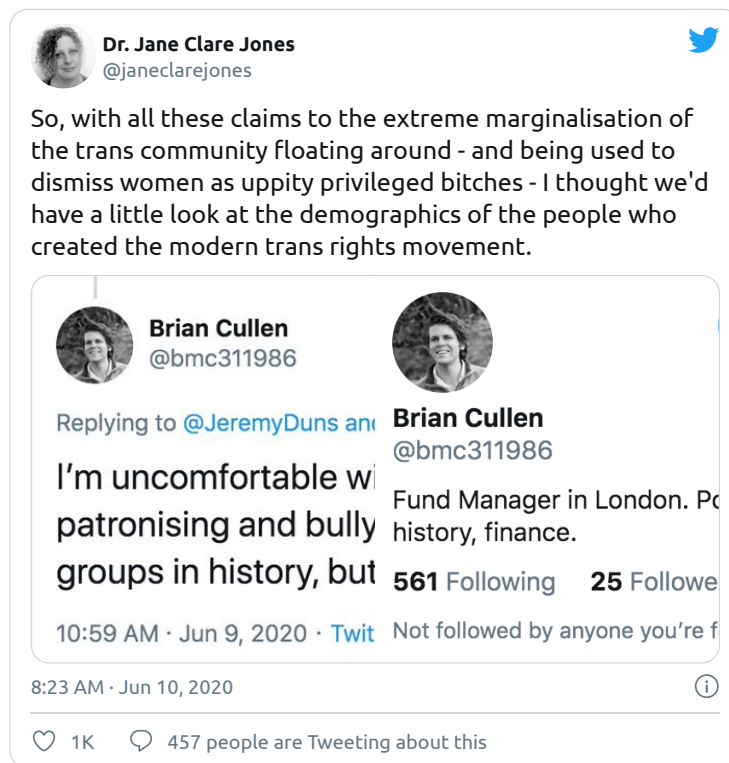 Dr. Jane Clare Jones
@janeclarejones
So, with all these claims to the extreme marginalisation of
the trans community floating around - and being used to
dismiss women as uppity privileged bitches - I thought we'd
have a little look at the demographics of the people who
created the modern trans rights movement.
Brian Cullen
@bmc311986
Replying to @JeremyDuns and
I'm uncomfortable wi
patronising and bully
groups in history, but
10:59 AM · Jun 9, 2020 · Twit
Brian Cullen
@bmc311986
Fund Manager in London. Po
history, finance.
561 Following 25 Followe
Not followed by anyone you're f
8:23 AM · Jun 10, 2020
1K 457 people are Tweeting about this